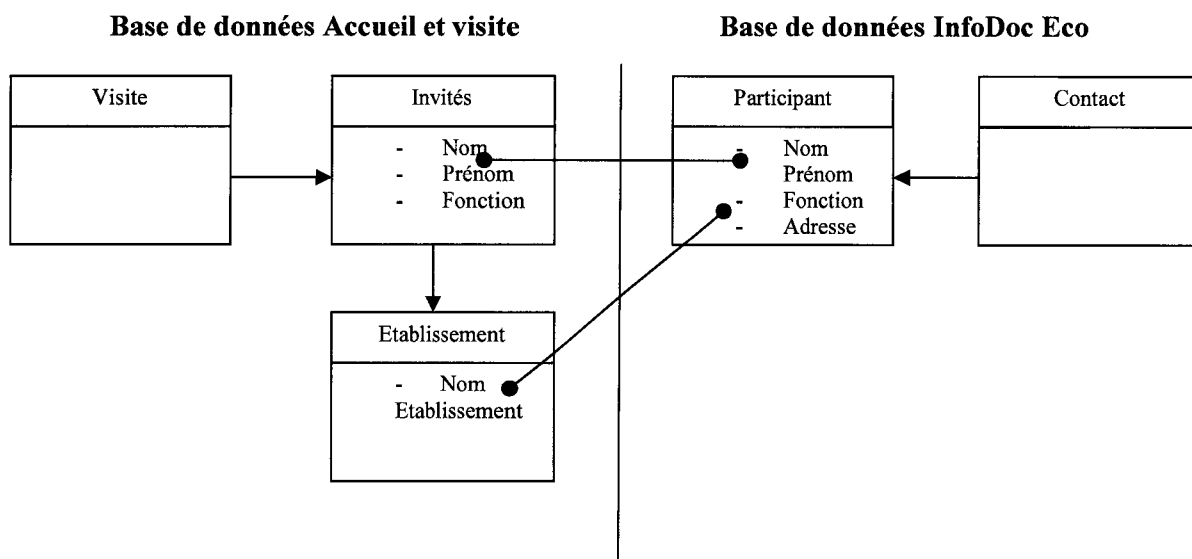 Base de données Accueil et visite
Base de données InfoDoc Eco
Visite
Invités
- Nom
- Prénom
- Fonction
Participant
- Nom
Prénom
- Fonction
- Adresse
Contact
Etablissement
- Nom
Etablissement